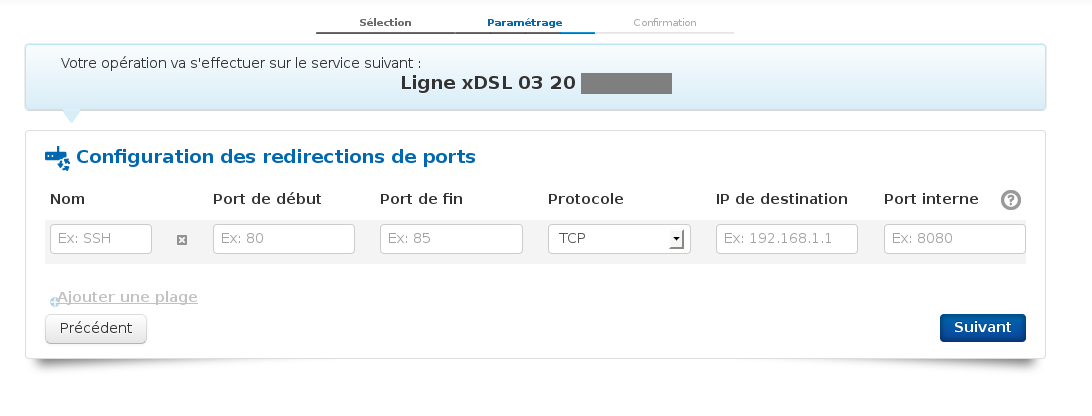 Sélection Paramétrage Confirmation
Votre opération va s'effectuer sur le service suivant :
Ligne xDSL 03 20
Configuration des redirections de ports
Nom Port de début Port de fin Protocole IP de destination Port interne ?
Ex: SSH Ex: 80 Ex: 85 TCP Ex: 192.168.1.1 Ex: 8080
Ajouter une plage
Précédent Suivant